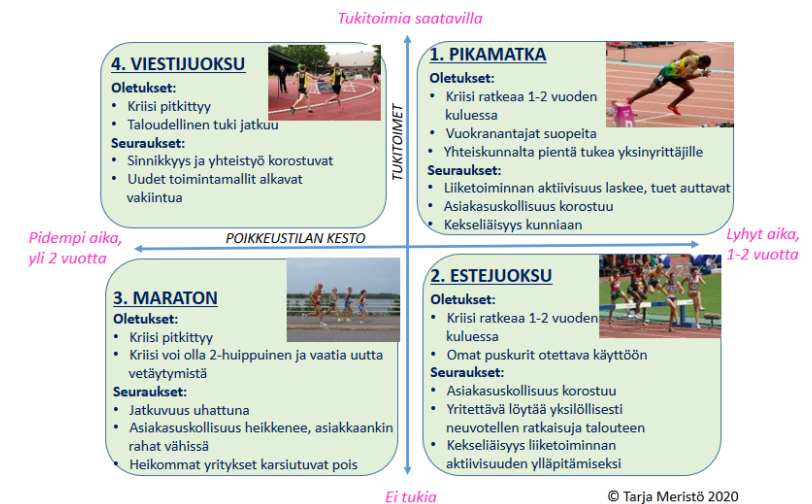 Tukitoimia saatavilla
4. VIESTIJUOKSU
Oletukset:
• Kriisi pitkittyy
• Taloudellinen tuki jatkuu
Seuraukset:
• Sinnikkyys ja yhteistyö korostuvat
• Uudet toimintamallit alkavat
vakiintua
TUKITOIMET
1. PIKAMATKA
Oletukset:
• Kriisi ratkeaa 1-2 vuoden
kuluessa
• Vuokranantajat suopeita
• Yhteiskunnalta pientä tukea yksinyrittäjille
Seuraukset:
• Liiketoiminnan aktiivisuus laskee, tuet auttavat
• Asiakasuskollisuus korostuu
• Kekseliäisyys kunniaan
Pidempi aika,
yli 2 vuotta
POIKKEUSTILAN KESTO
Lyhyt aika,
1-2 vuotta
3. MARATON
Oletukset:
• Kriisi pitkittyy
• Kriisi voi olla 2-huippuinen ja vaatia uutta
vetäytymistä
Seuraukset:
• Jatkuvuus uhattuna
• Asiakasuskollisuus heikkenee, asiakkaankin
rahat vähissä
• Heikommat yritykset karsiutuvat pois
2. ESTEJUOKSU
Oletukset:
• Kriisi ratkeaa 1-2 vuoden
kuluessa
• Omat puskurit otettava käyttöön
Seuraukset:
• Asiakasuskollisuus korostuu
• Yritettävä löytää yksilöllisesti
neuvotellen ratkaisuja talouteen
• Kekseliäisyys liiketoiminnan
aktiivisuuden ylläpitämiseksi
Ei tukia
© Tarja Meristö 2020